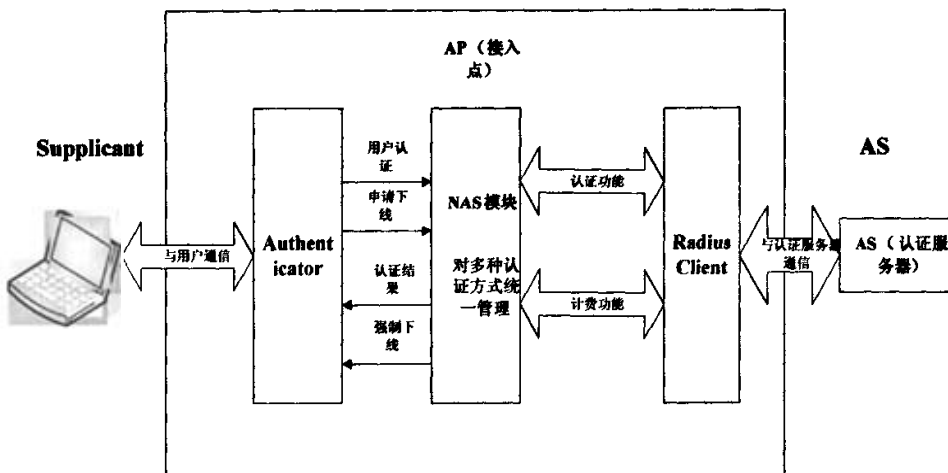 AP（接入
点）
Supplicant
AS
用户认
证
申请下
线
认证结
果
强制下
线
NAS模块
对多种认
证方式统
一管理
认证功能
计费功能
与用户通信
Authent
icator
Radius
Client
与认证服务器
通信
AS（认证服
务器）